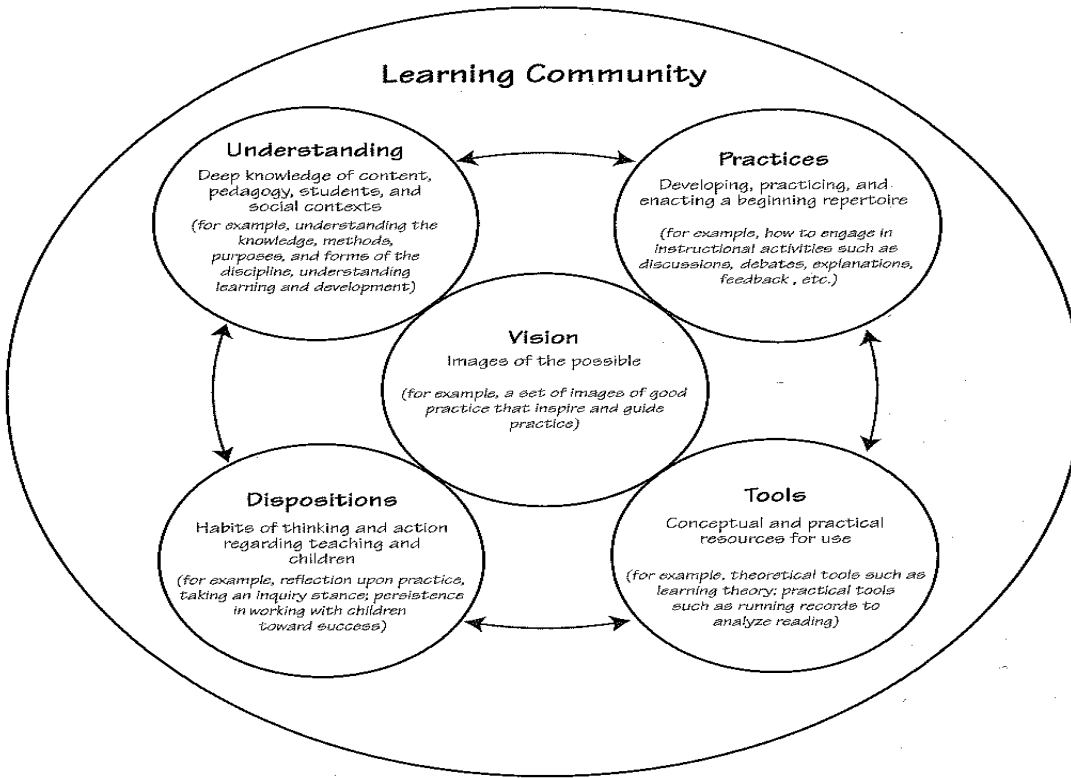 Learning Community
Understanding
Deep knowledge of content,
pedagogy, students, and
social contexts
(for example, understanding the
knowledge, methods,
purposes, and forms of the
discipline, understanding
learning and development)
Practices
Developing, practicing, and
enacting a beginning repertoire
(for example, how to engage in
instructional activities such as
discussions, debates, explanations,
feedback , etc.)
Vision
Images of the possible
(for example, a set of images of good
practice that inspire and guide
practice)
Dispositions
Habits of thinking and action
regarding teaching and
children
(for example, reflection upon practice,
taking an inquiry stance; persistence
in working with children
toward success)
Tools
Conceptual and practical
resources for use
(for example, theoretical tools such as
learning theory; practical tools
such as running records to
analyze reading)